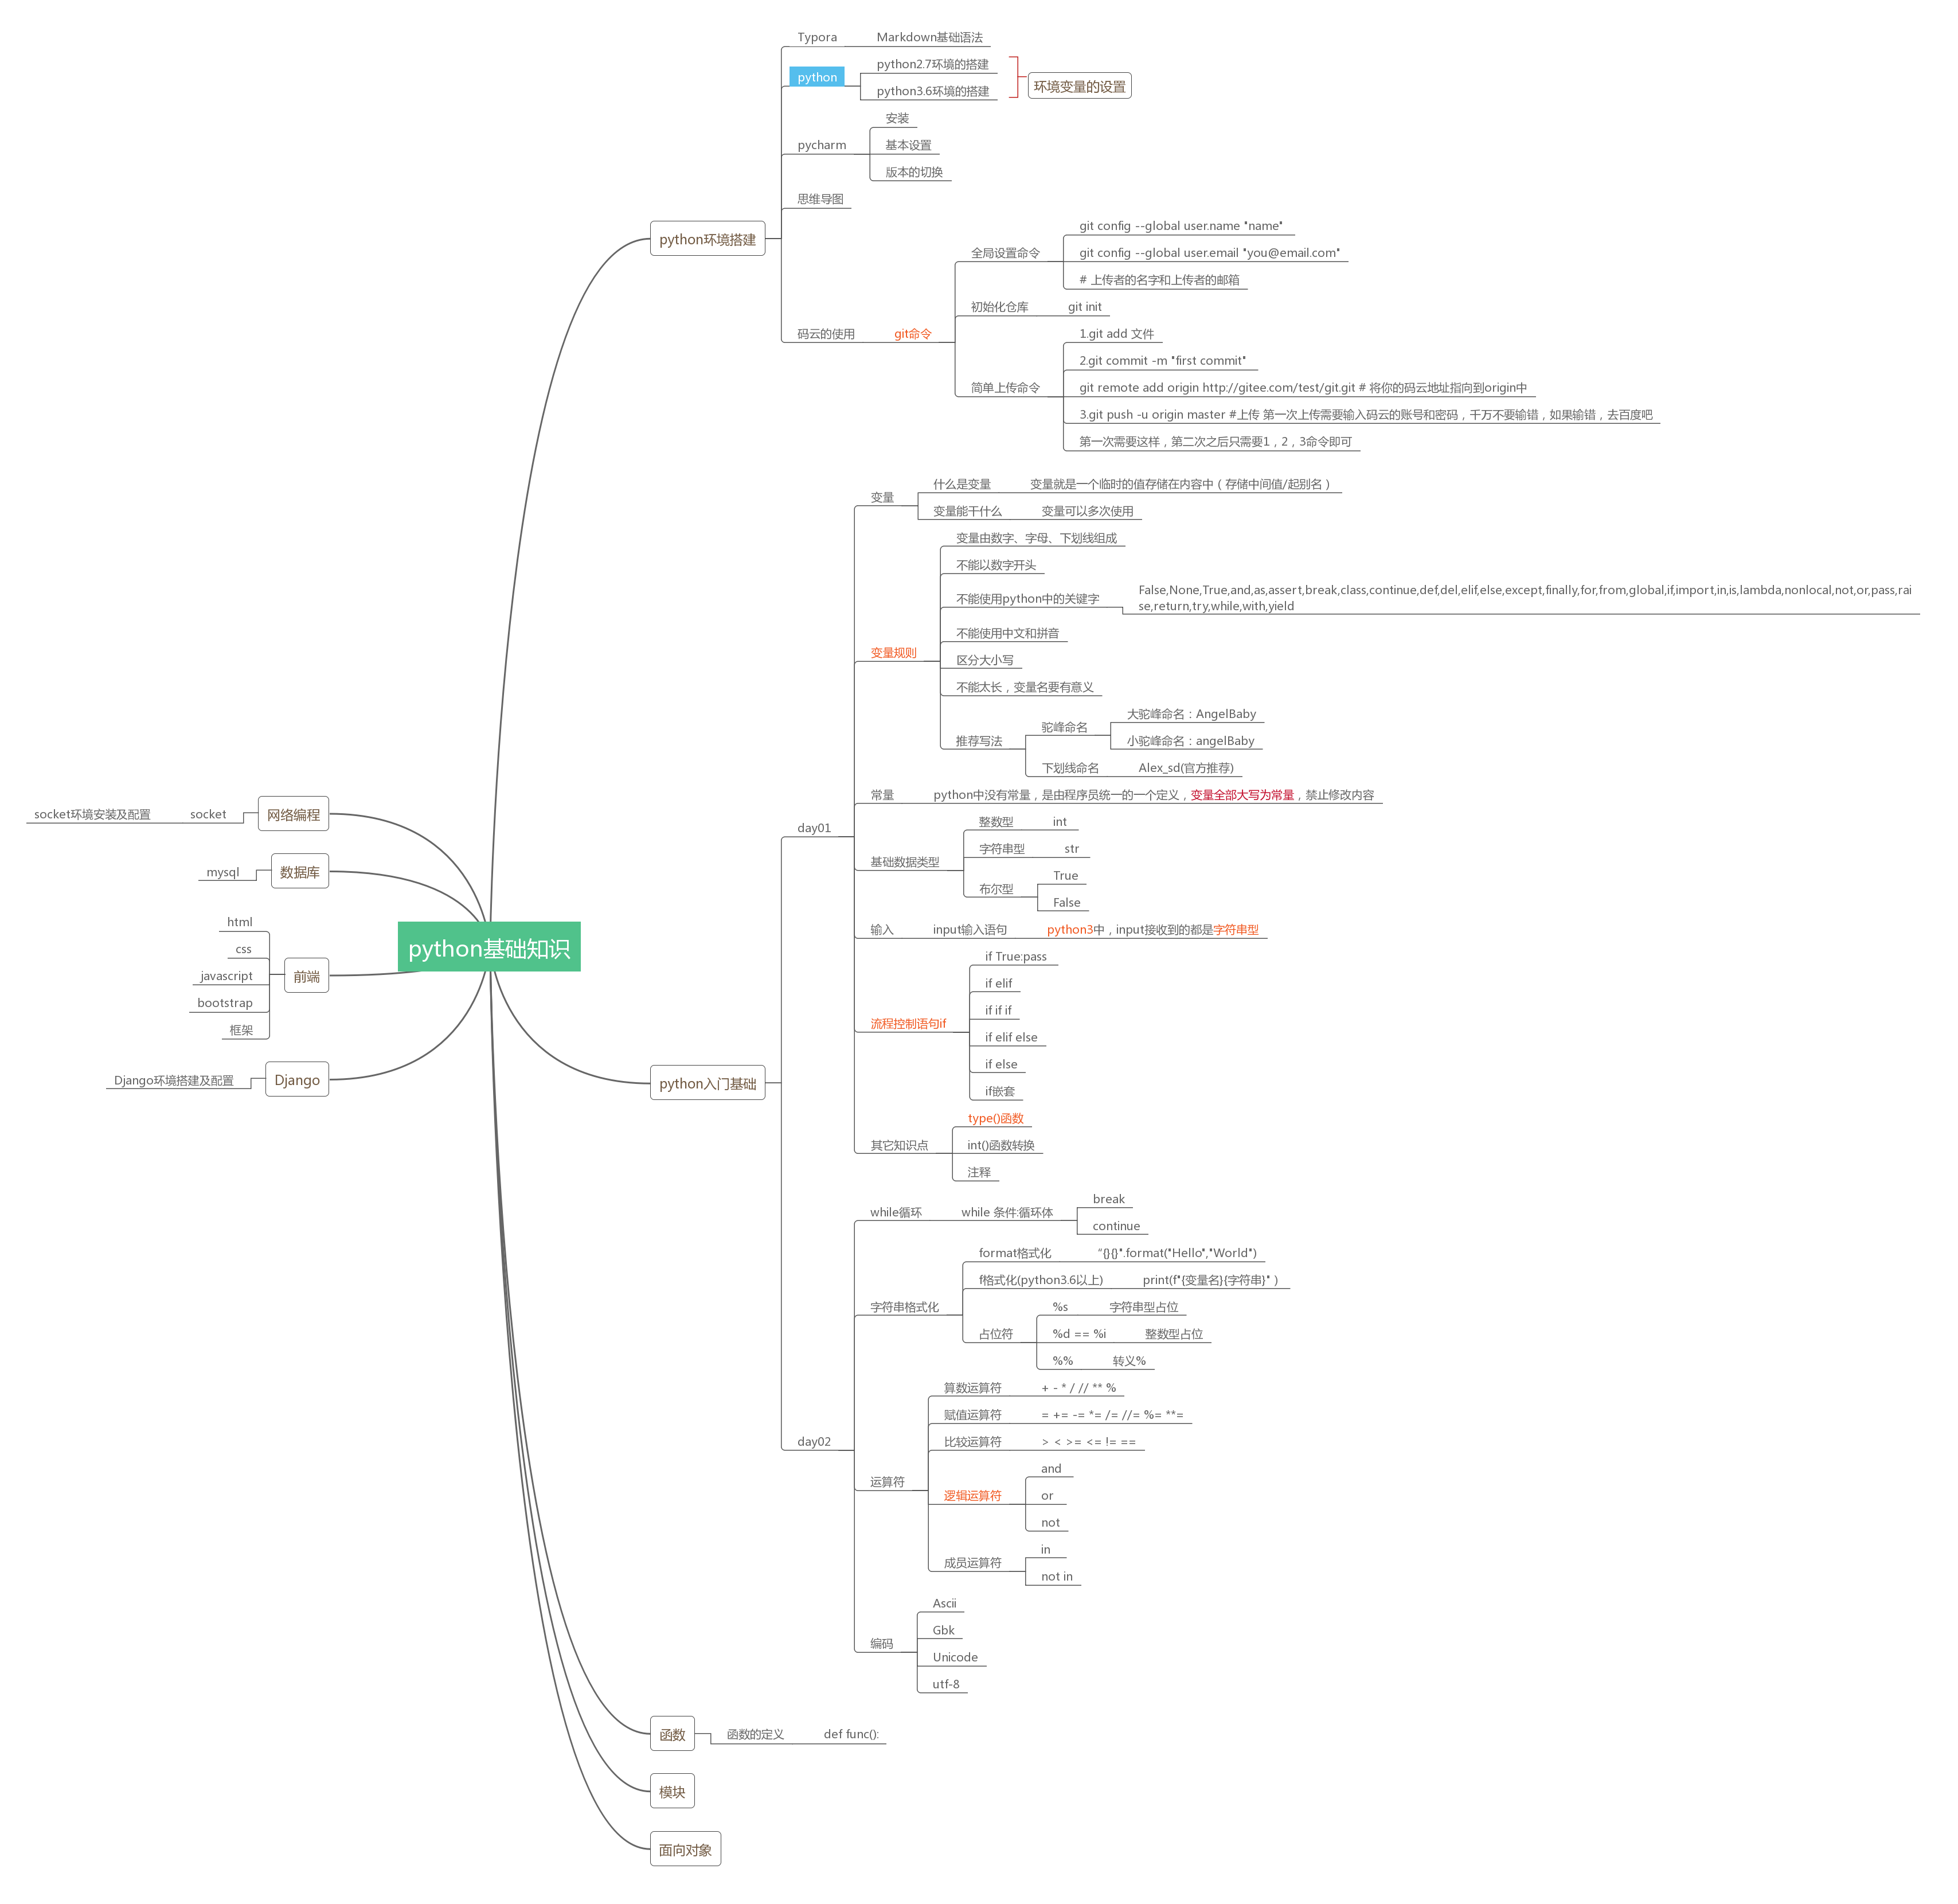 python基础知识
python环境搭建
Typora
Markdown基础语法
python
python2.7环境的搭建
python3.6环境的搭建
环境变量的设置
pycharm
安装
基本设置
版本的切换
思维导图
码云的使用
git命令
全局设置命令
git config --global user.name "name"
git config --global user.email "you@email.com"
# 上传者的名字和上传者的邮箱
初始化仓库
git init
简单上传命令
1.git add 文件
2.git commit -m "first commit"
git remote add origin http://gitee.com/test/git.git # 将你的码云地址指向到origin中
3.git push -u origin master #上传 第一次上传需要输入码云的账号和密码，千万不要输错，如果输错，去百度吧
第一次需要这样，第二次之后只需要1，2，3命令即可
python入门基础
day01
变量
什么是变量
变量就是一个临时的值存储在内容中（存储中间值/起别名）
变量能干什么
变量可以多次使用
变量规则
变量由数字、字母、下划线组成
不能以数字开头
不能使用python中的关键字
False,None,True,and,as,assert,break,class,continue,def,del,elif,else,except,finally,for,from,global,if,import,in,is,lambda,nonlocal,not,or,pass,rai
se,return,try,while,with,yield
不能使用中文和拼音
区分大小写
不能太长，变量名要有意义
推荐写法
驼峰命名
大驼峰命名：AngelBaby
小驼峰命名：angelBaby
下划线命名
Alex_sd(官方推荐)
常量
python中没有常量，是由程序员统一的一个定义，变量全部大写为常量，禁止修改内容
基础数据类型
整数型
int
字符串型
str
布尔型
True
False
输入
input输入语句
python3中，input接收到的都是字符串型
流程控制语句if
if True:pass
if elif
if if if
if elif else
if else
if嵌套
其它知识点
type()函数
int()函数转换
注释
day02
while循环
while 条件:循环体
break
continue
字符串格式化
format格式化
“{}{}".format("Hello","World")
f格式化(python3.6以上)
print(f"{变量名}{字符串}" )
占位符
%s
字符串型占位
%d == %i
整数型占位
%%
转义%
运算符
算数运算符
+ - * / // ** %
赋值运算符
= += -= *= /= //= %= **=
比较运算符
> < >= <= != ==
逻辑运算符
and
or
not
成员运算符
in
not in
编码
Ascii
Gbk
Unicode
utf-8
函数
函数的定义
def func():
模块
面向对象
网络编程
socket
socket环境安装及配置
数据库
mysql
前端
html
css
javascript
bootstrap
框架
Django
Django环境搭建及配置